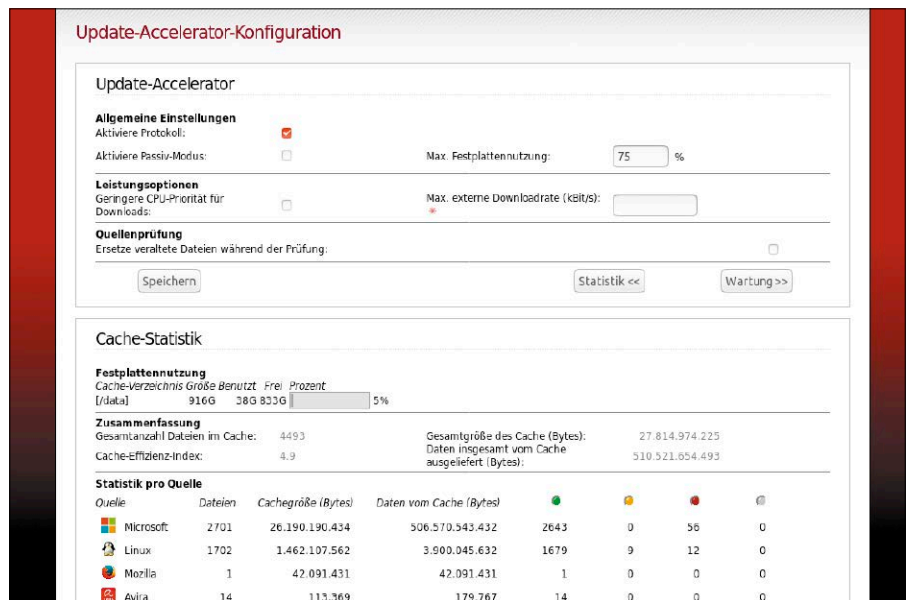 Update-Accelerator-Konfiguration
Update-Accelerator
Allgemeine Einstellungen
Aktiviere Protokoll:
Aktiviere Passiv-Modus: Max. Festplattennutzung: 75 %
Leistungsoptionen
Geringere CPU-Priorität für Downloads: Max. externe Downloadrate (kBit/s): *
Quellenprüfung
Ersetze veraltete Dateien während der Prüfung:
Speichern Statistik << Wartung >>
Cache-Statistik
Festplattennutzung
Cache-Verzeichnis Größe Benutzt Frei Prozent
[/data] 916G 38G 833G 5%
Zusammenfassung
Gesamtanzahl Dateien im Cache: 4493 Gesamtgröße des Cache (Bytes): 27.814.974.225
Cache-Effizienz-Index: 4.9 Daten insgesamt vom Cache ausgeliefert (Bytes): 510.521.654.493
Statistik pro Quelle
Quelle Dateien Cachegröße (Bytes) Daten vom Cache (Bytes)
Microsoft 2701 26.190.190.434 506.570.543.432 2643 0 56 0
Linux 1702 1.462.107.562 3.900.045.632 1679 9 12 0
Mozilla 1 42.091.431 42.091.431 1 0 0 0
Avira 14 113.369 179.767 14 0 0 0